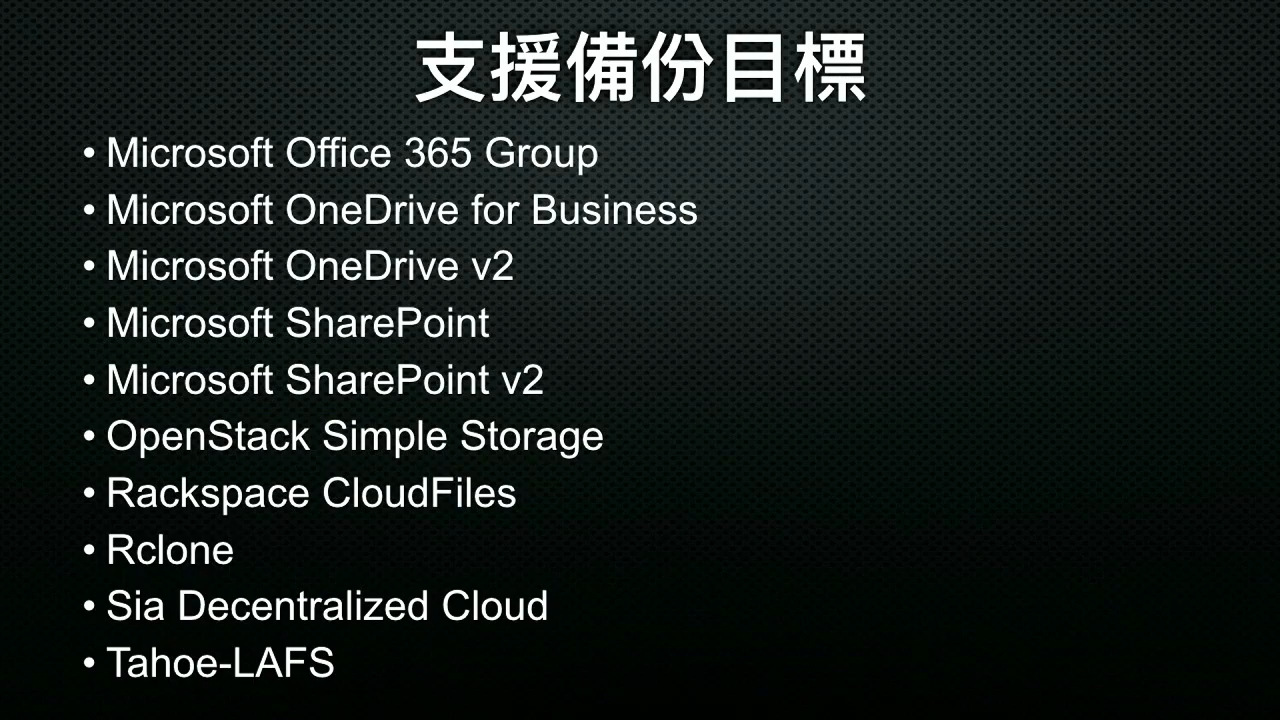 支援備份目標
• Microsoft Office 365 Group
• Microsoft OneDrive for Business
• Microsoft OneDrive v2
• Microsoft SharePoint
• Microsoft SharePoint v2
• OpenStack Simple Storage
• Rackspace CloudFiles
• Rclone
• Sia Decentralized Cloud
• Tahoe-LAFS